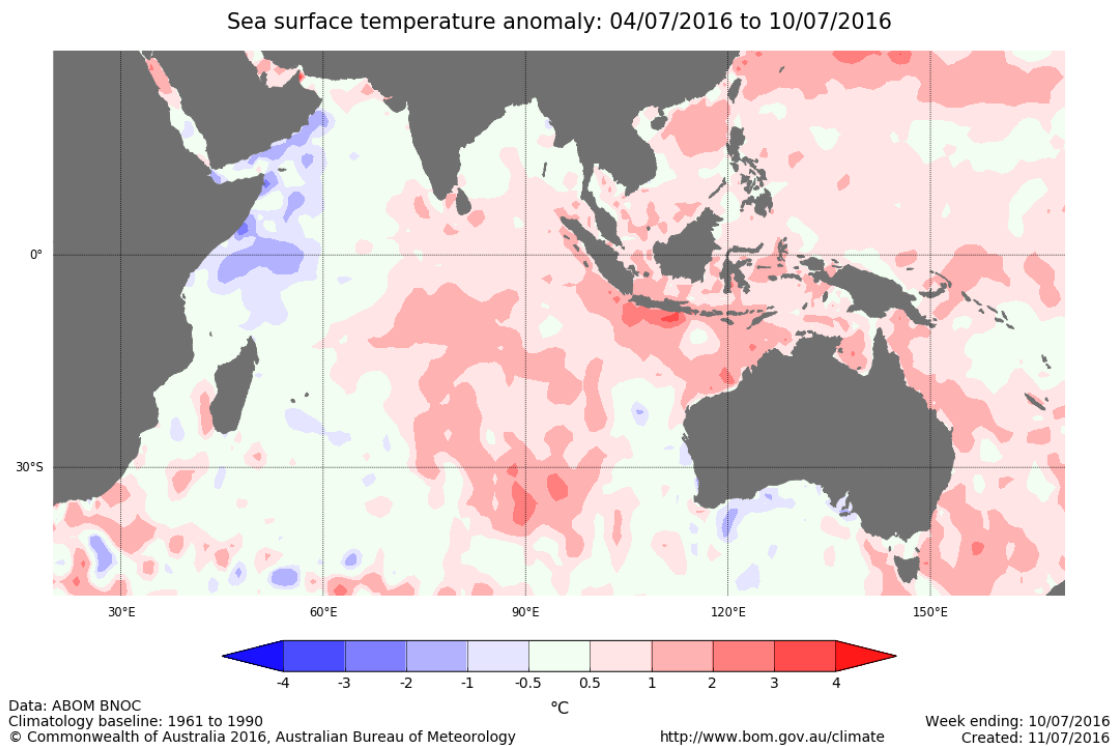 Sea surface temperature anomaly: 04/07/2016 to 10/07/2016
0°
30°S
30°E 60°E 90°E 120°E 150°E
-4 -3 -2 -1 -0.5 0.5 1 2 3 4
°C
Data: ABOM BNOC
Climatology baseline: 1961 to 1990
© Commonwealth of Australia 2016, Australian Bureau of Meteorology
http://www.bom.gov.au/climate
Week ending: 10/07/2016
Created: 11/07/2016